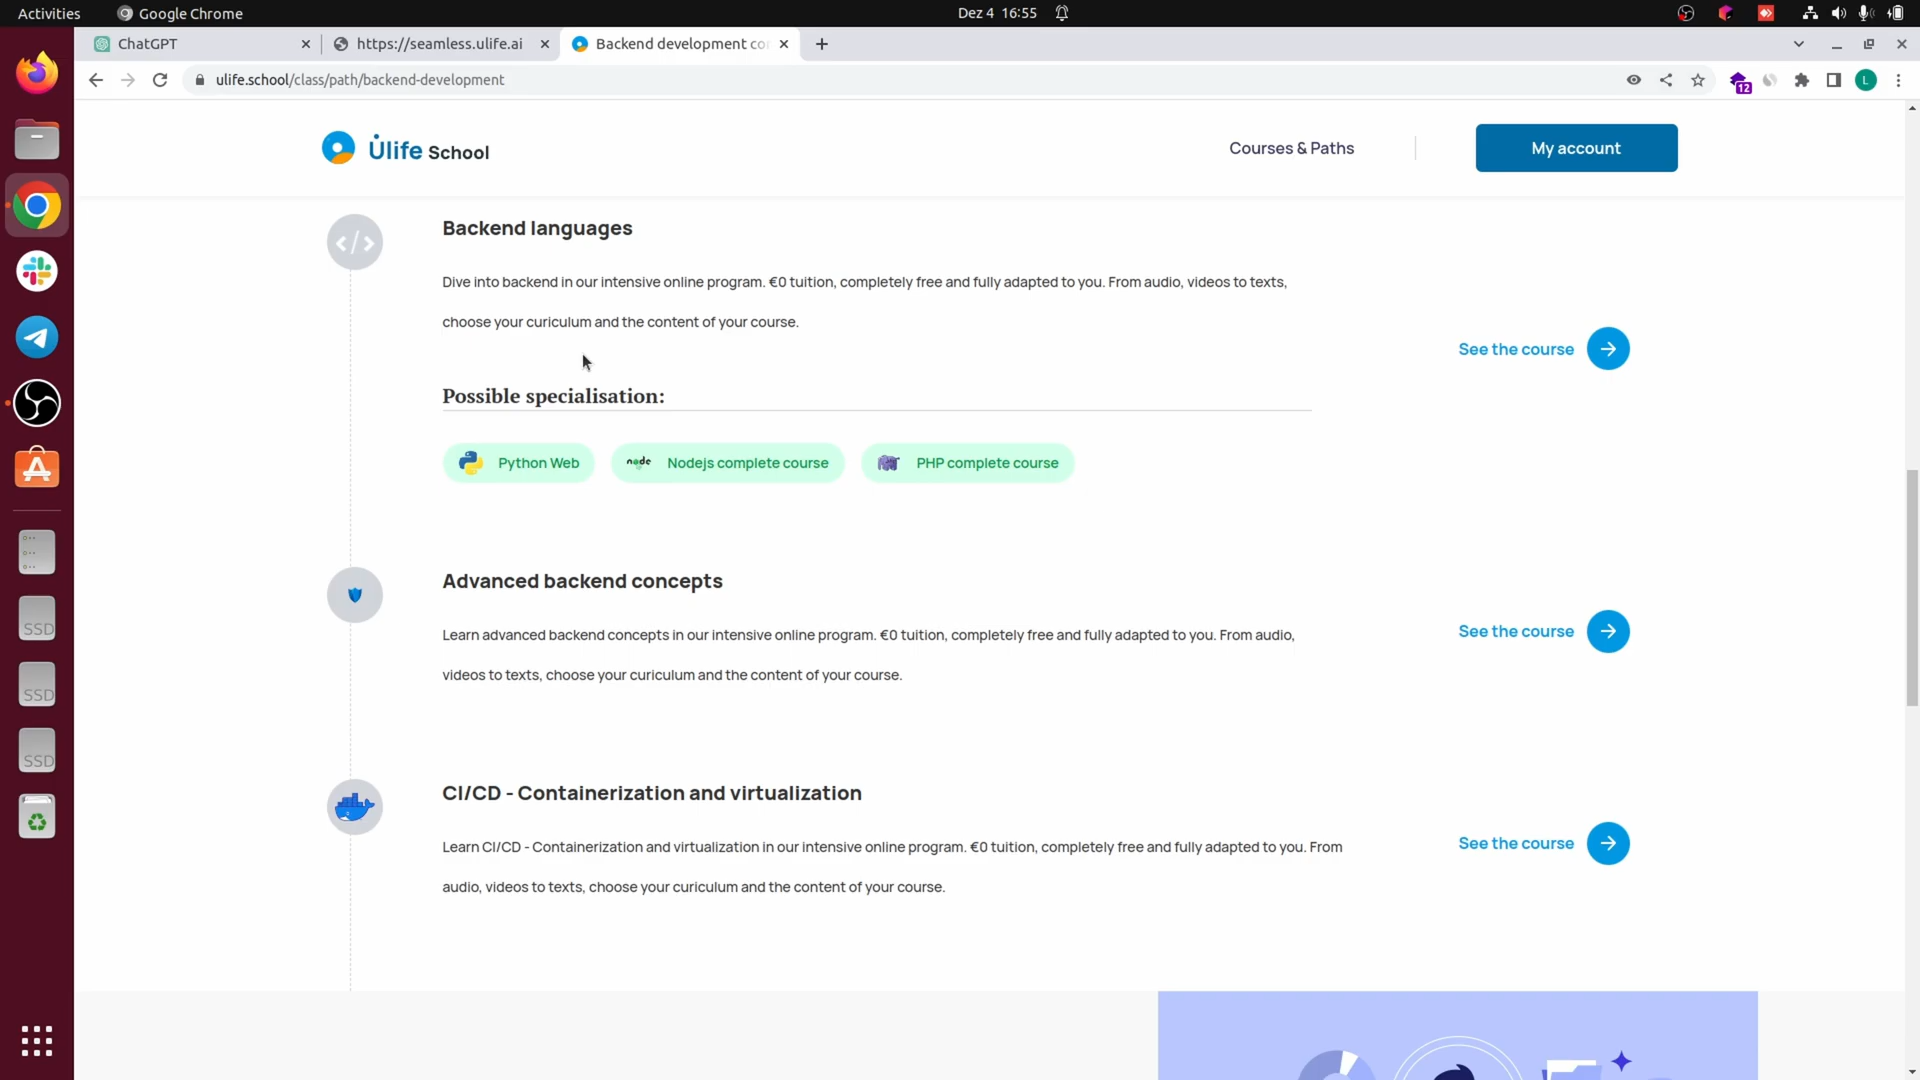 Activities
Google Chrome
Dez 4 16:55
ChatGPT
https://seamless.ulife.ai
Backend development co
ulife.school/class/path/backend-development
12
L
U̇life School
Courses & Paths
My account
Backend languages
Dive into backend in our intensive online program. €0 tuition, completely free and fully adapted to you. From audio, videos to texts,
choose your curiculum and the content of your course.
See the course
Possible specialisation:
Python Web
node
Nodejs complete course
PHP complete course
Advanced backend concepts
Learn advanced backend concepts in our intensive online program. €0 tuition, completely free and fully adapted to you. From audio,
videos to texts, choose your curiculum and the content of your course.
See the course
CI/CD - Containerization and virtualization
Learn CI/CD - Containerization and virtualization in our intensive online program. €0 tuition, completely free and fully adapted to you. From
audio, videos to texts, choose your curiculum and the content of your course.
See the course
SSD
SSD
SSD